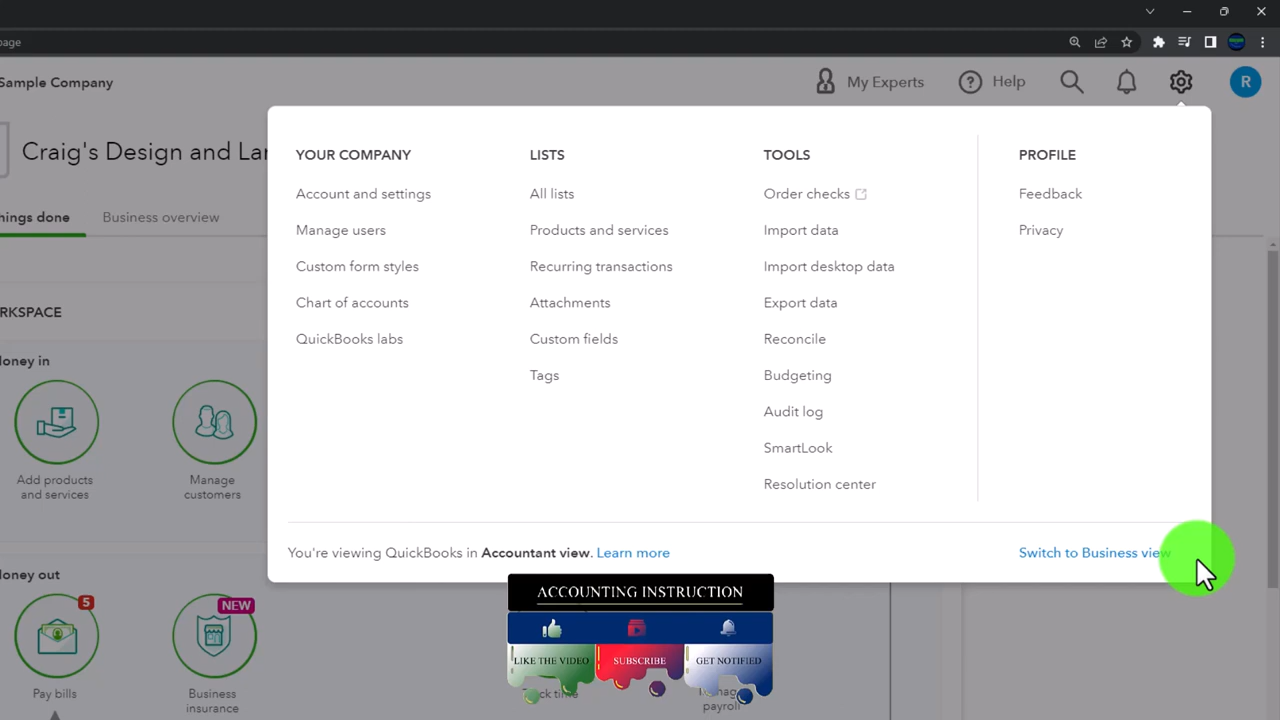 page
Sample Company
My Experts
Help
R
Craig's Design and Lan
hings done
Business overview
RKSPACE
oney in
Add products
and services
Manage
customers
oney out
5
NEW
Pay bills
Business
insurance
YOUR COMPANY
Account and settings
Manage users
Custom form styles
Chart of accounts
QuickBooks labs
LISTS
All lists
Products and services
Recurring transactions
Attachments
Custom fields
Tags
TOOLS
Order checks
Import data
Import desktop data
Export data
Reconcile
Budgeting
Audit log
SmartLook
Resolution center
PROFILE
Feedback
Privacy
You're viewing QuickBooks in Accountant view. Learn more
Switch to Business view
ACCOUNTING INSTRUCTION
LIKE THE VIDEO
SUBSCRIBE
GET NOTIFIED
payroll